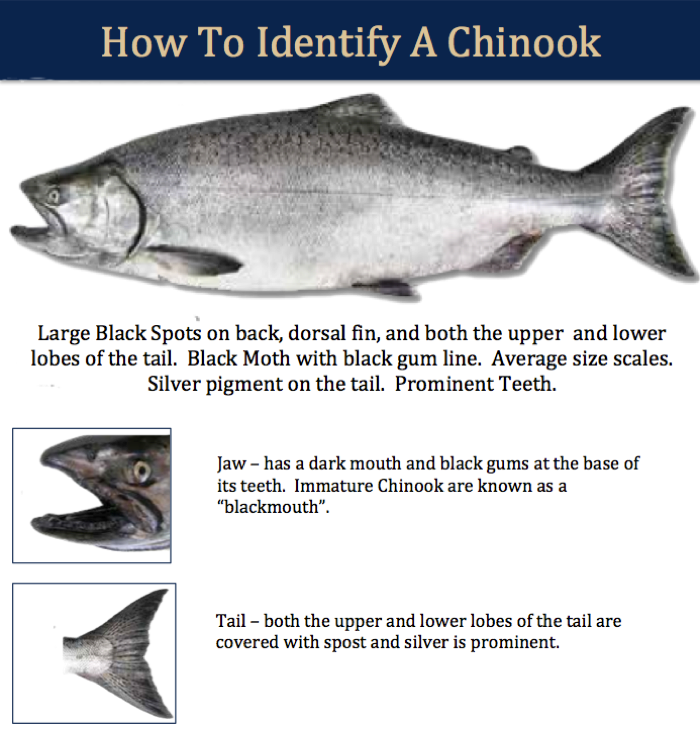 How To Identify A Chinook
Large Black Spots on back, dorsal fin, and both the upper and lower
lobes of the tail. Black Moth with black gum line. Average size scales.
Silver pigment on the tail. Prominent Teeth.
Jaw – has a dark mouth and black gums at the base of
its teeth. Immature Chinook are known as a
“blackmouth”.
Tail – both the upper and lower lobes of the tail are
covered with spost and silver is prominent.